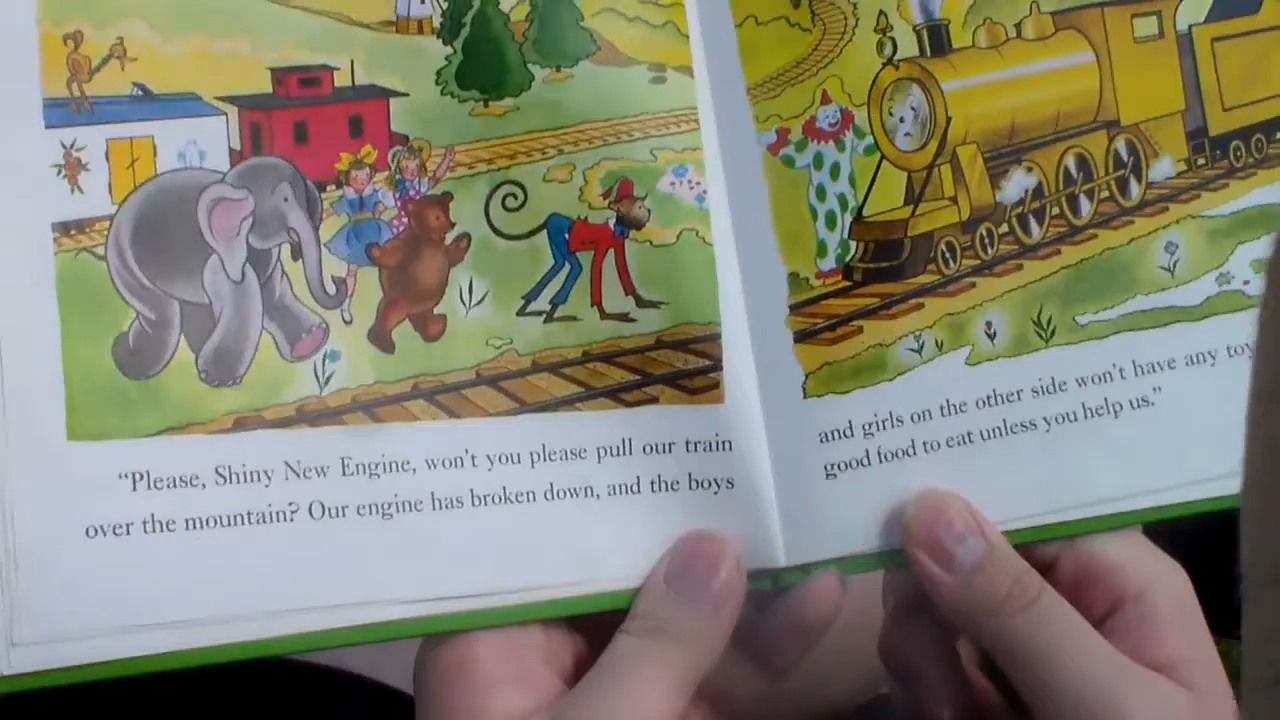 “Please, Shiny New Engine, won’t you please pull our train
over the mountain? Our engine has broken down, and the boys
and girls on the other side won’t have any
good food to eat unless you help us.”